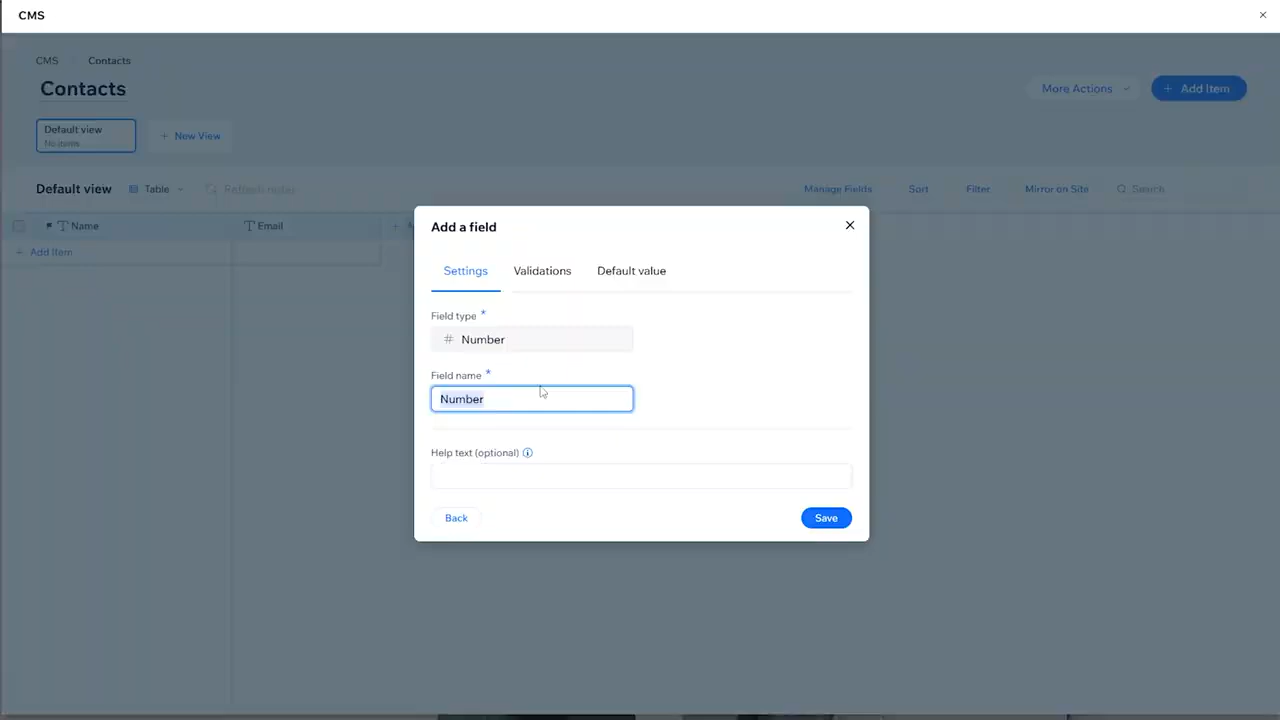 CMS
CMS Contacts
Contacts
More Actions
+ Add Item
Default view
No items
+ New View
Default view
Table
Manage Fields Sort Filter Mirror on Site Search
Name Email +
+ Add Item
Add a field
Settings Validations Default value
Field type *
# Number
Field name *
Number
Help text (optional)
Back
Save